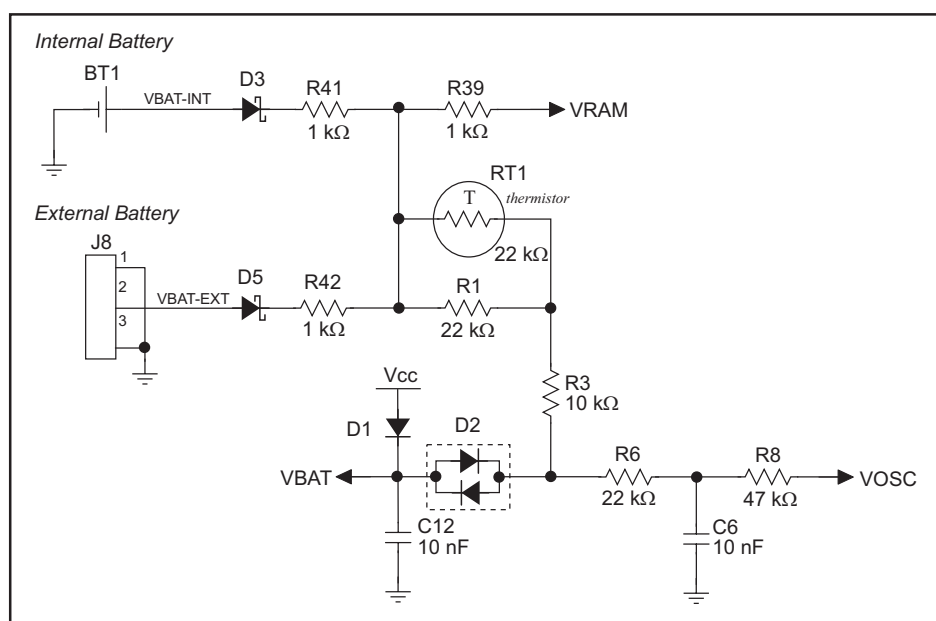 Internal Battery
BT1
VBAT-INT
D3
R41
1 kΩ
R39
1 kΩ
VRAM
RT1
T
thermistor
22 kΩ
External Battery
J8
1
2
3
VBAT-EXT
D5
R42
1 kΩ
R1
22 kΩ
R3
10 kΩ
Vcc
D1
D2
VBAT
C12
10 nF
R6
22 kΩ
R8
47 kΩ
VOSC
C6
10 nF